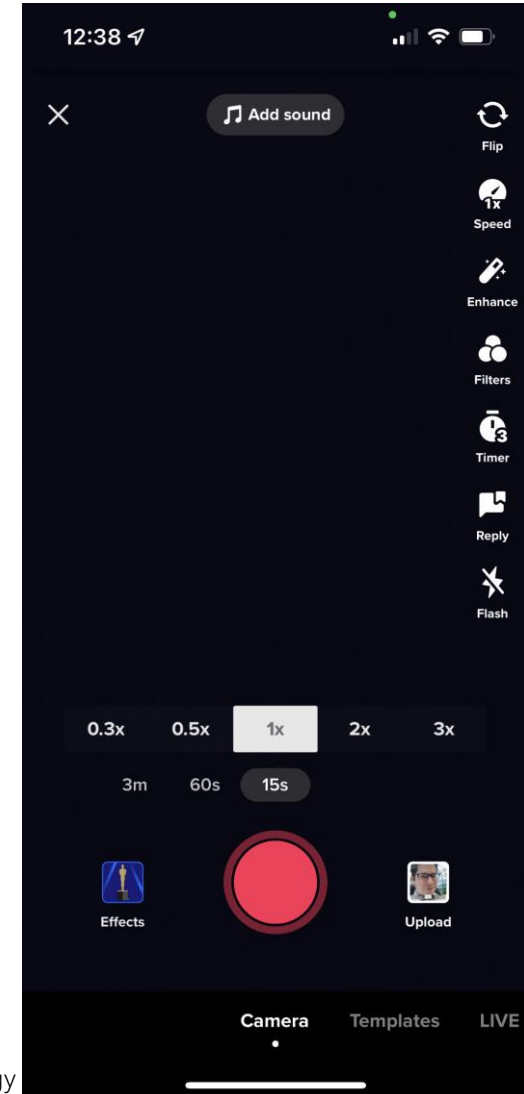 12:38
Add sound
Flip
1x
Speed
Enhance
Filters
3
Timer
Reply
Flash
0.3x 0.5x 1x 2x 3x
3m 60s 15s
Effects Upload
Camera Templates LIVE